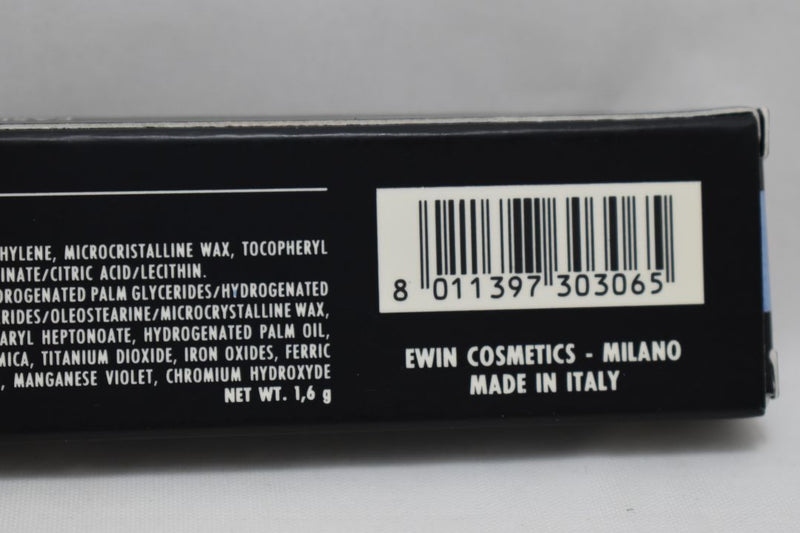 HYLENE, MICROCRISTALLINE WAX, TOCOPHERYL
INATE/CITRIC ACID/LECITHIN.
DROGENATED PALM GLYCERIDES/HYDROGENATED
RIDES/OLEOSTEARINE/MICROCRYSTALLINE WAX,
ARYL HEPTONOATE, HYDROGENATED PALM OIL,
MICA, TITANIUM DIOXIDE, IRON OXIDES, FERRIC
, MANGANESE VIOLET, CHROMIUM HYDROXYDE
NET WT. 1,6 g
8 011397 303065
EWIN COSMETICS - MILANO
MADE IN ITALY